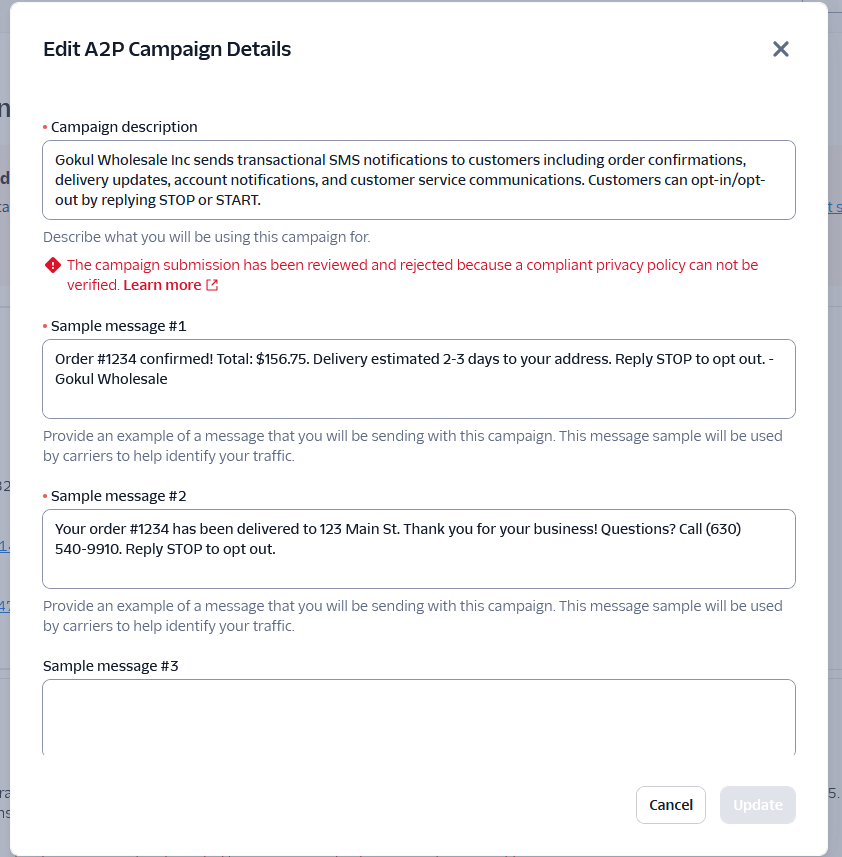 Edit A2P Campaign Details
• Campaign description
Gokul Wholesale Inc sends transactional SMS notifications to customers including order confirmations,
delivery updates, account notifications, and customer service communications. Customers can opt-in/opt-
out by replying STOP or START.
Describe what you will be using this campaign for.
The campaign submission has been reviewed and rejected because a compliant privacy policy can not be
verified. Learn more
• Sample message #1
Order #1234 confirmed! Total: $156.75. Delivery estimated 2-3 days to your address. Reply STOP to opt out. -
Gokul Wholesale
Provide an example of a message that you will be sending with this campaign. This message sample will be used
by carriers to help identify your traffic.
• Sample message #2
Your order #1234 has been delivered to 123 Main St. Thank you for your business! Questions? Call (630)
540-9910. Reply STOP to opt out.
Provide an example of a message that you will be sending with this campaign. This message sample will be used
by carriers to help identify your traffic.
Sample message #3
Cancel
Update